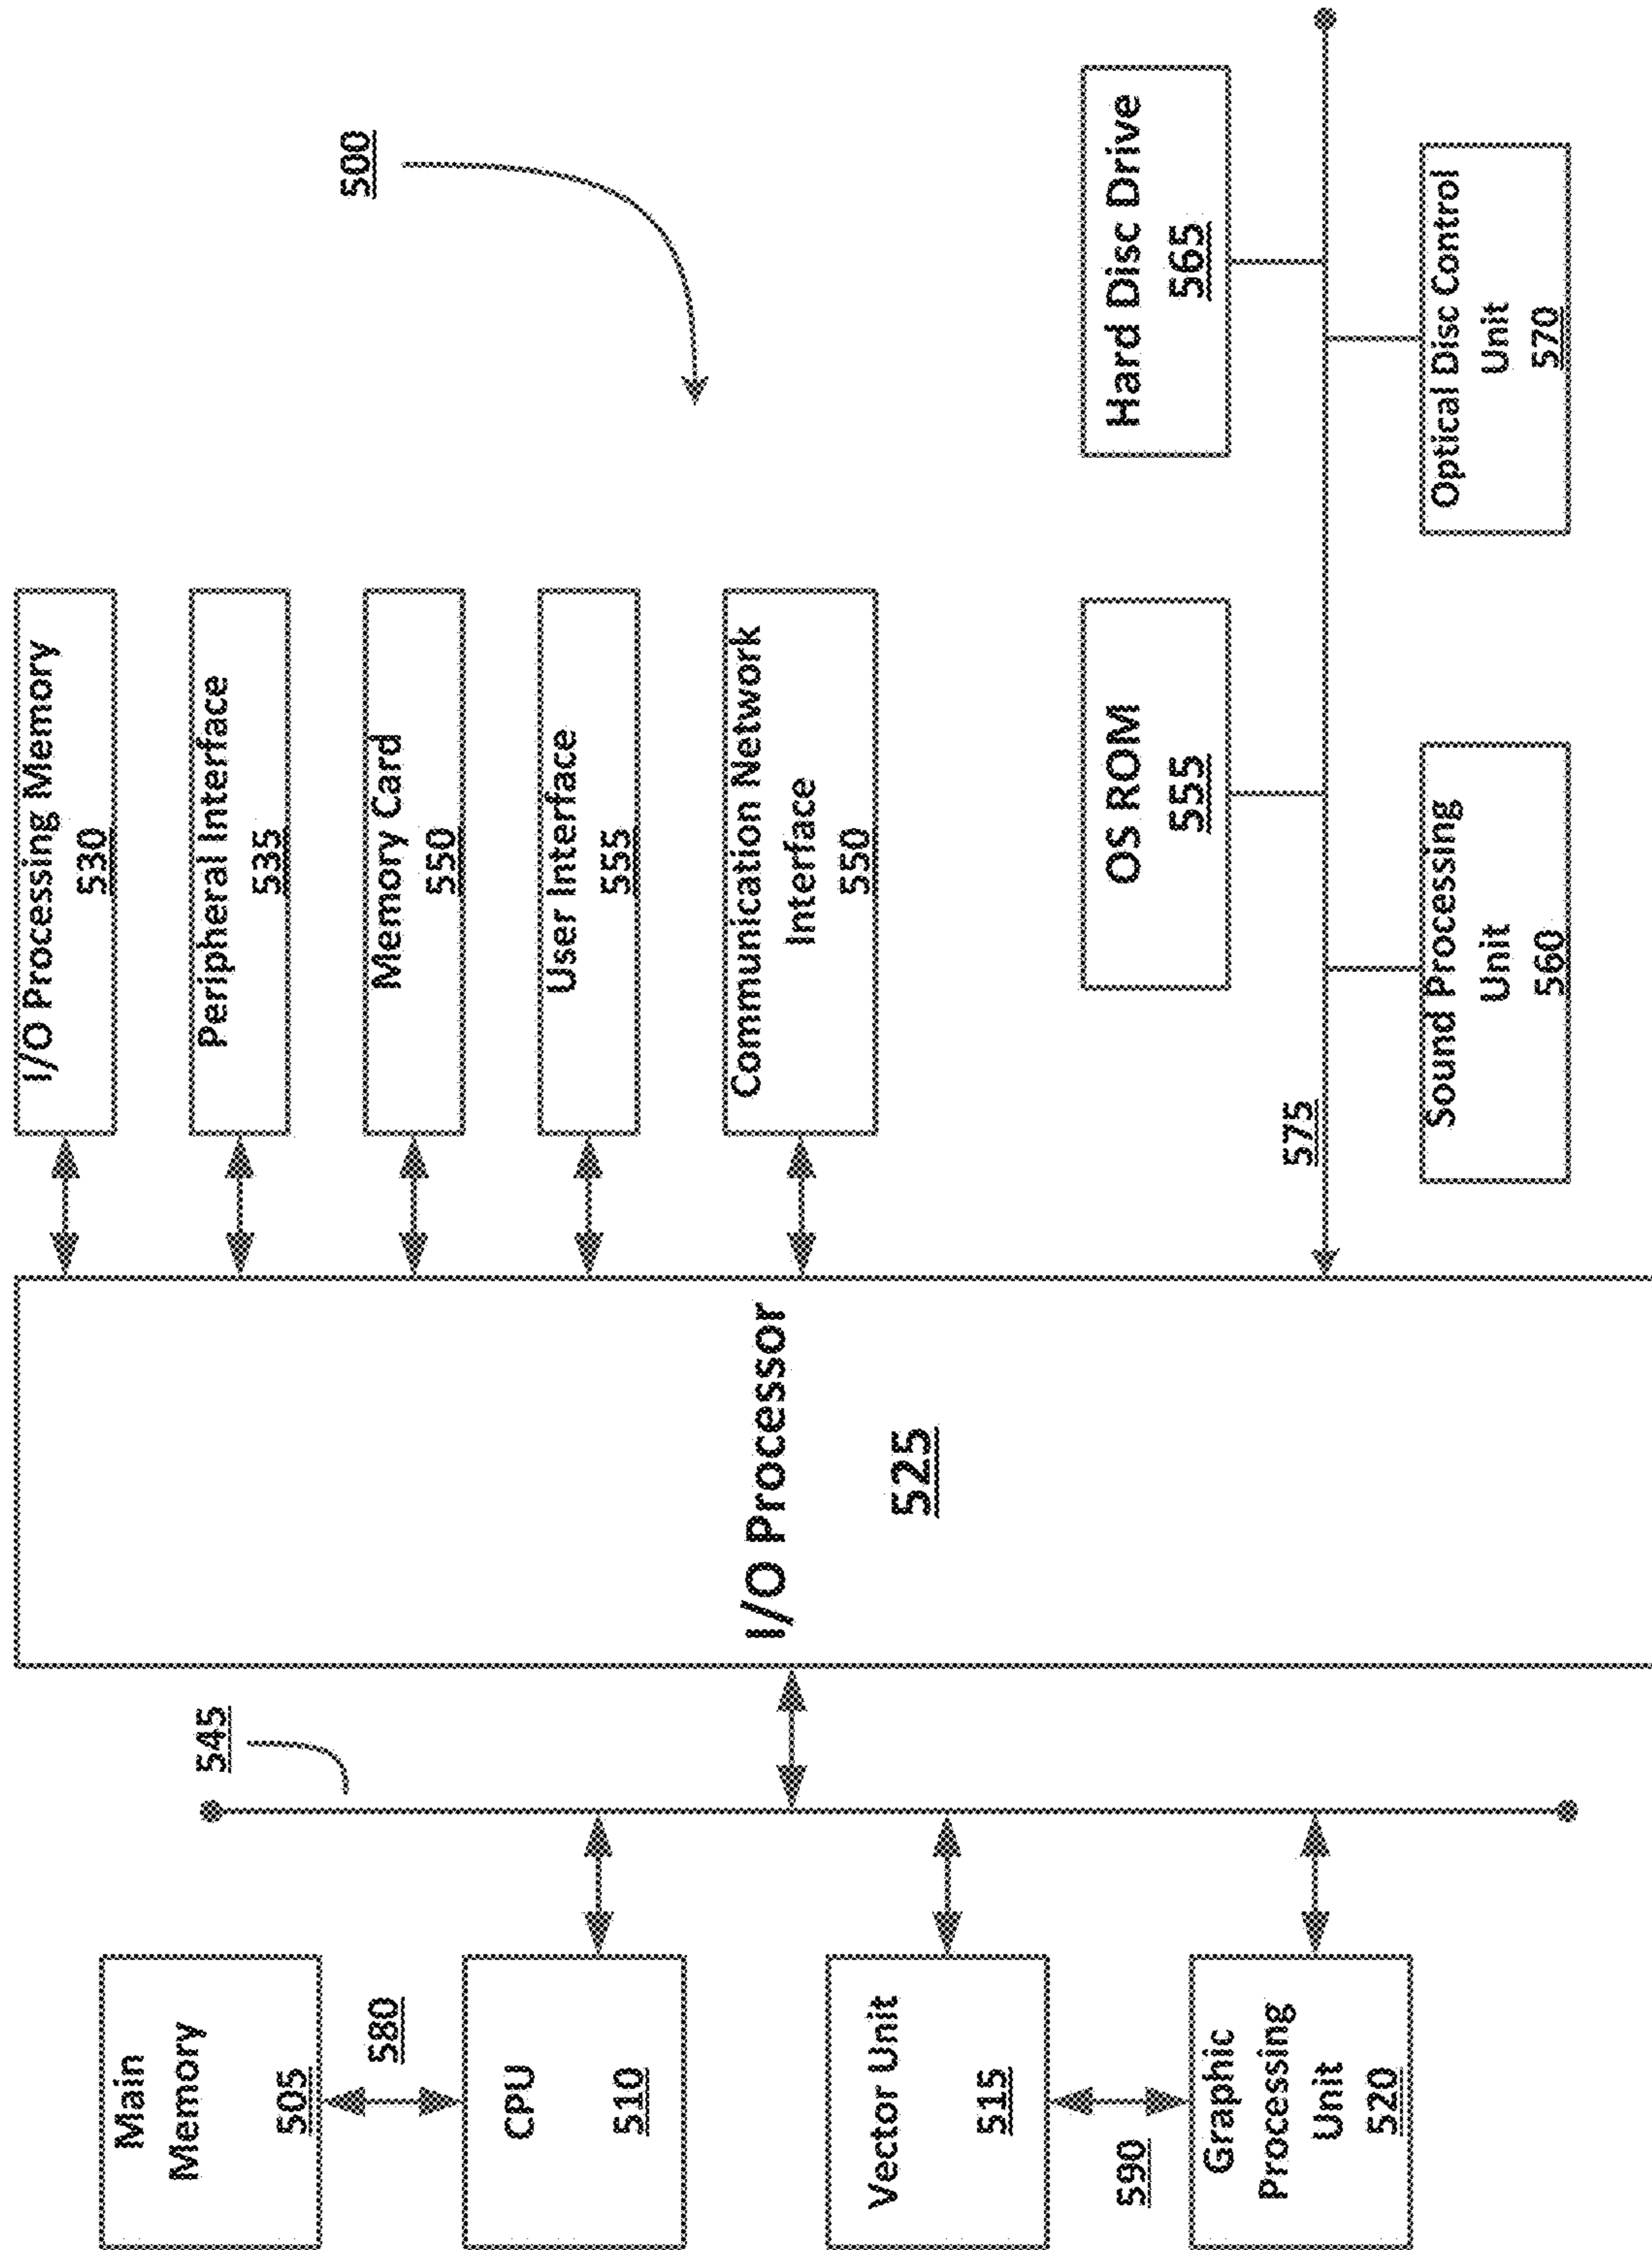 Main
Memory
505
580
CPU
510
Vector Unit
515
590
Graphic
Processing
Unit
520
545
I/O Processor
525
I/O Processing Memory
530
Peripheral Interface
535
Memory Card
550
User Interface
555
Communication Network
Interface
550
500
575
OS ROM
555
Hard Disc Drive
565
Sound Processing
Unit
560
Optical Disc Control
Unit
570